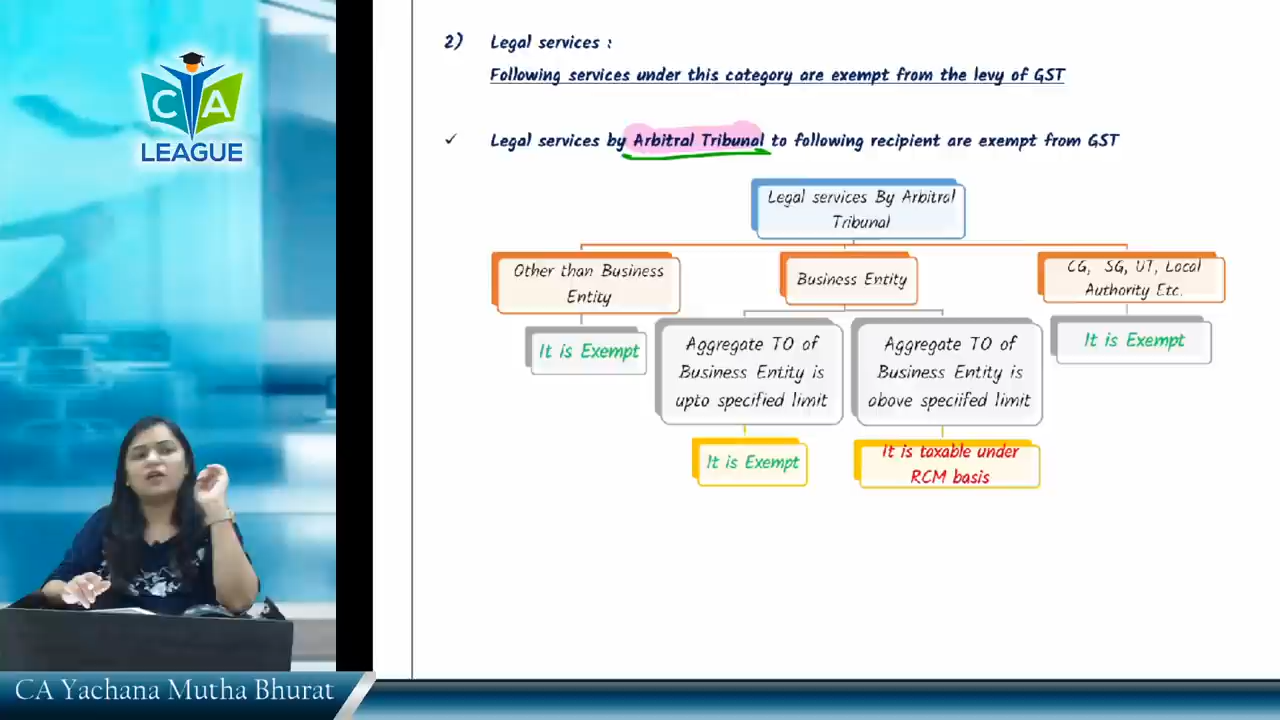 CA
LEAGUE
CA Yachana Mutha Bhurat
2) Legal services :
Following services under this category are exempt from the levy of GST
✓ Legal services by Arbitral Tribunal to following recipient are exempt from GST
Legal services By Arbitral
Tribunal
Other than Business
Entity
It is Exempt
Business Entity
Aggregate TO of
Business Entity is
upto specified limit
It is Exempt
Aggregate TO of
Business Entity is
above speciifed limit
It is taxable under
RCM basis
CG, SG, UT, Local
Authority Etc.
It is Exempt